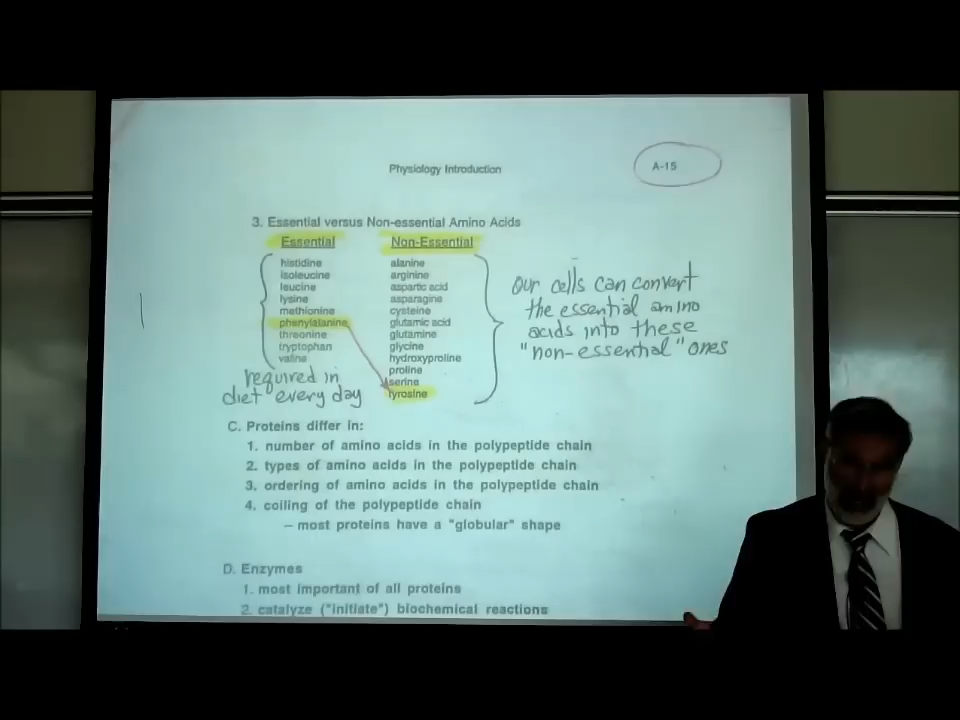 Physiology Introduction
A-15
3. Essential versus Non-essential Amino Acids
Essential Non-Essential
histidine alanine
isoleucine arginine
leucine aspartic acid
lysine asparagine
methionine cysteine
phenylalanine glutamic acid
threonine glutamine
tryptophan glycine
valine hydroxyproline
proline
serine
tyrosine
required in
diet every day
our cells can convert
the essential amino
acids into these
"non-essential" ones
C. Proteins differ in:
1. number of amino acids in the polypeptide chain
2. types of amino acids in the polypeptide chain
3. ordering of amino acids in the polypeptide chain
4. coiling of the polypeptide chain
– most proteins have a "globular" shape
D. Enzymes
1. most important of all proteins
2. catalyze ("initiate") biochemical reactions